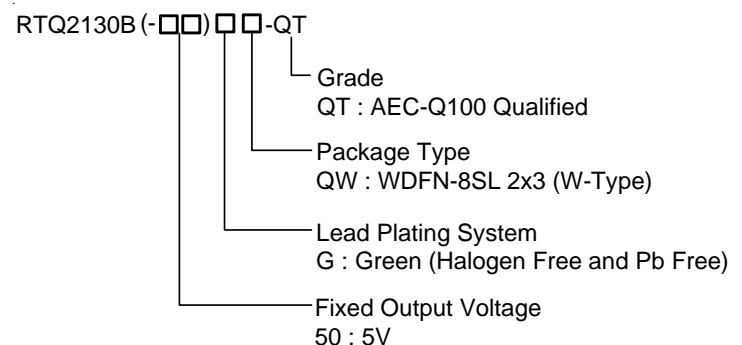 RTQ2130B (-□□) □ □ -QT
Grade
QT : AEC-Q100 Qualified
Package Type
QW : WDFN-8SL 2x3 (W-Type)
Lead Plating System
G : Green (Halogen Free and Pb Free)
Fixed Output Voltage
50 : 5V